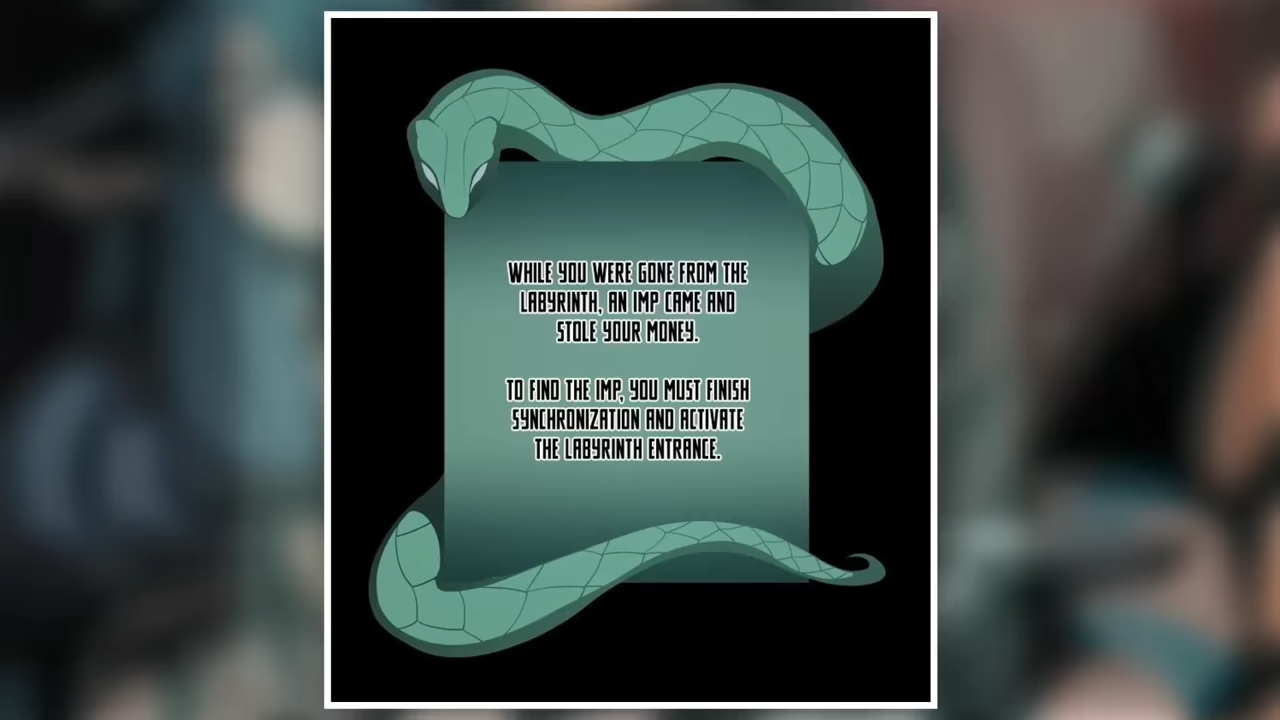 WHILE YOU WERE GONE FROM THE
LABYRINTH, AN IMP CAME AND
STOLE YOUR MONEY.
TO FIND THE IMP, YOU MUST FINISH
SYNCHRONIZATION AND ACTIVATE
THE LABYRINTH ENTRANCE.